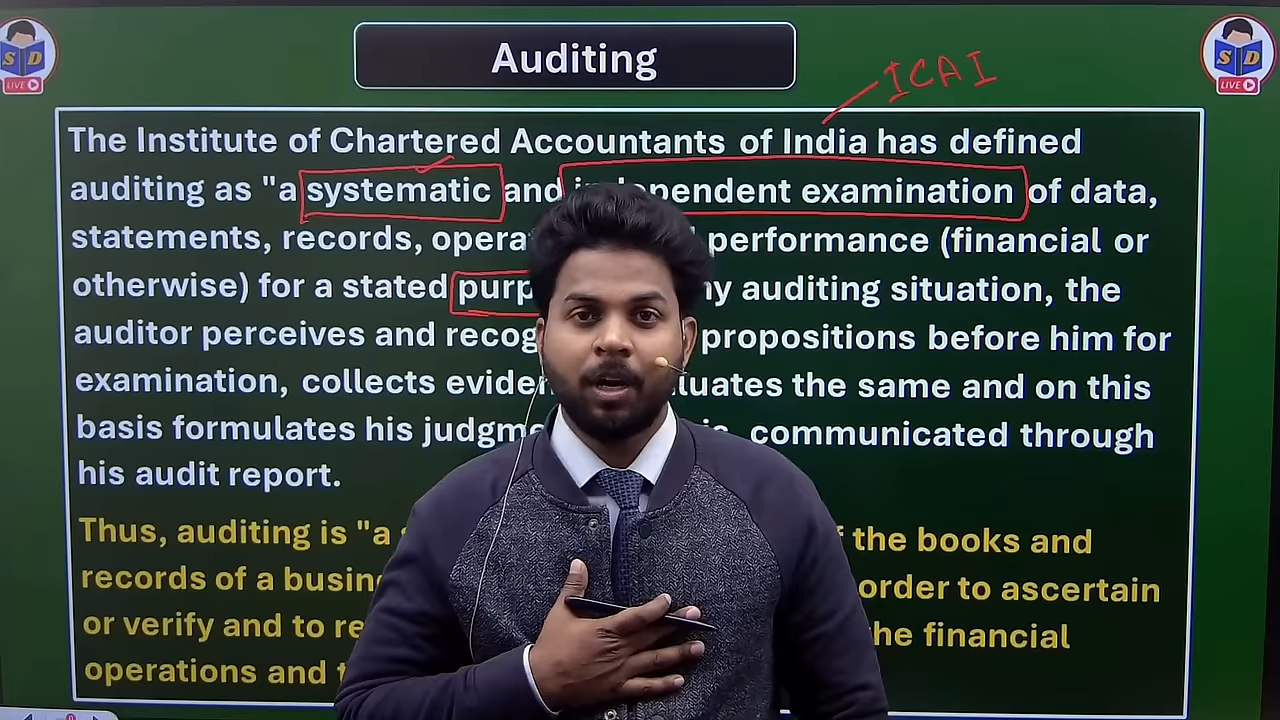 S D
LIVE
Auditing
ICAI
S D
LIVE
The Institute of Chartered Accountants of India has defined
auditing as "a systematic and independent examination of data,
statements, records, performance (financial or
otherwise) for a stated auditing situation, the
auditor perceives and propositions before him for
examination, collects the same and on this
basis formulates his communicated through
his audit report.
Thus, auditing is "a the books and
records of a order to ascertain
or verify and to the financial
operations and